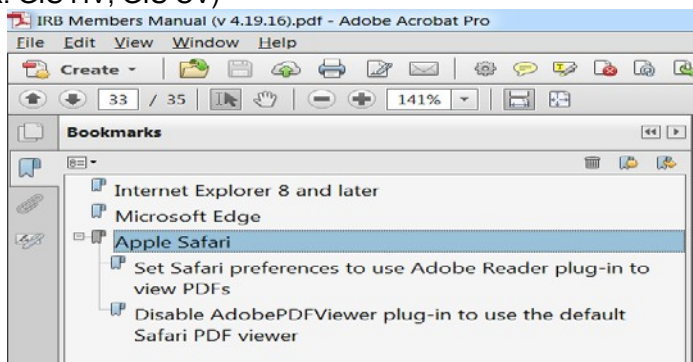 IRB Members Manual (v 4.19.16).pdf - Adobe Acrobat Pro
File Edit View Window Help
Create
33 / 35 141%
Bookmarks
Internet Explorer 8 and later
Microsoft Edge
Apple Safari
Set Safari preferences to use Adobe Reader plug-in to
view PDFs
Disable AdobePDFViewer plug-in to use the default
Safari PDF viewer